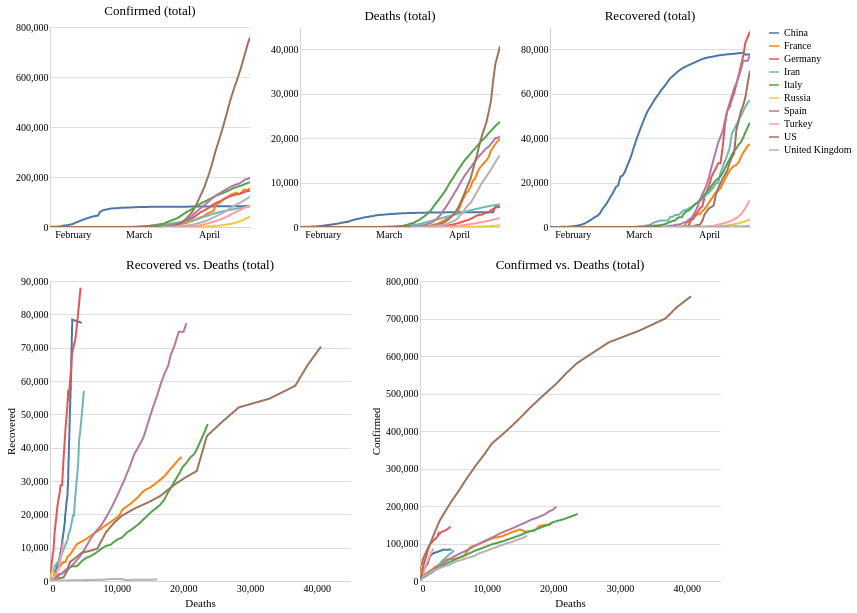 Confirmed (total)
800,000
600,000
400,000
200,000
0
February March April
Deaths (total)
40,000
30,000
20,000
10,000
0
February March April
Recovered (total)
80,000
60,000
40,000
20,000
0
February March April
China
France
Germany
Iran
Italy
Russia
Spain
Turkey
US
United Kingdom
Recovered vs. Deaths (total)
Recovered
90,000
80,000
70,000
60,000
50,000
40,000
30,000
20,000
10,000
0
0 10,000 20,000 30,000 40,000
Deaths
Confirmed vs. Deaths (total)
Confirmed
800,000
700,000
600,000
500,000
400,000
300,000
200,000
100,000
0
0 10,000 20,000 30,000 40,000
Deaths